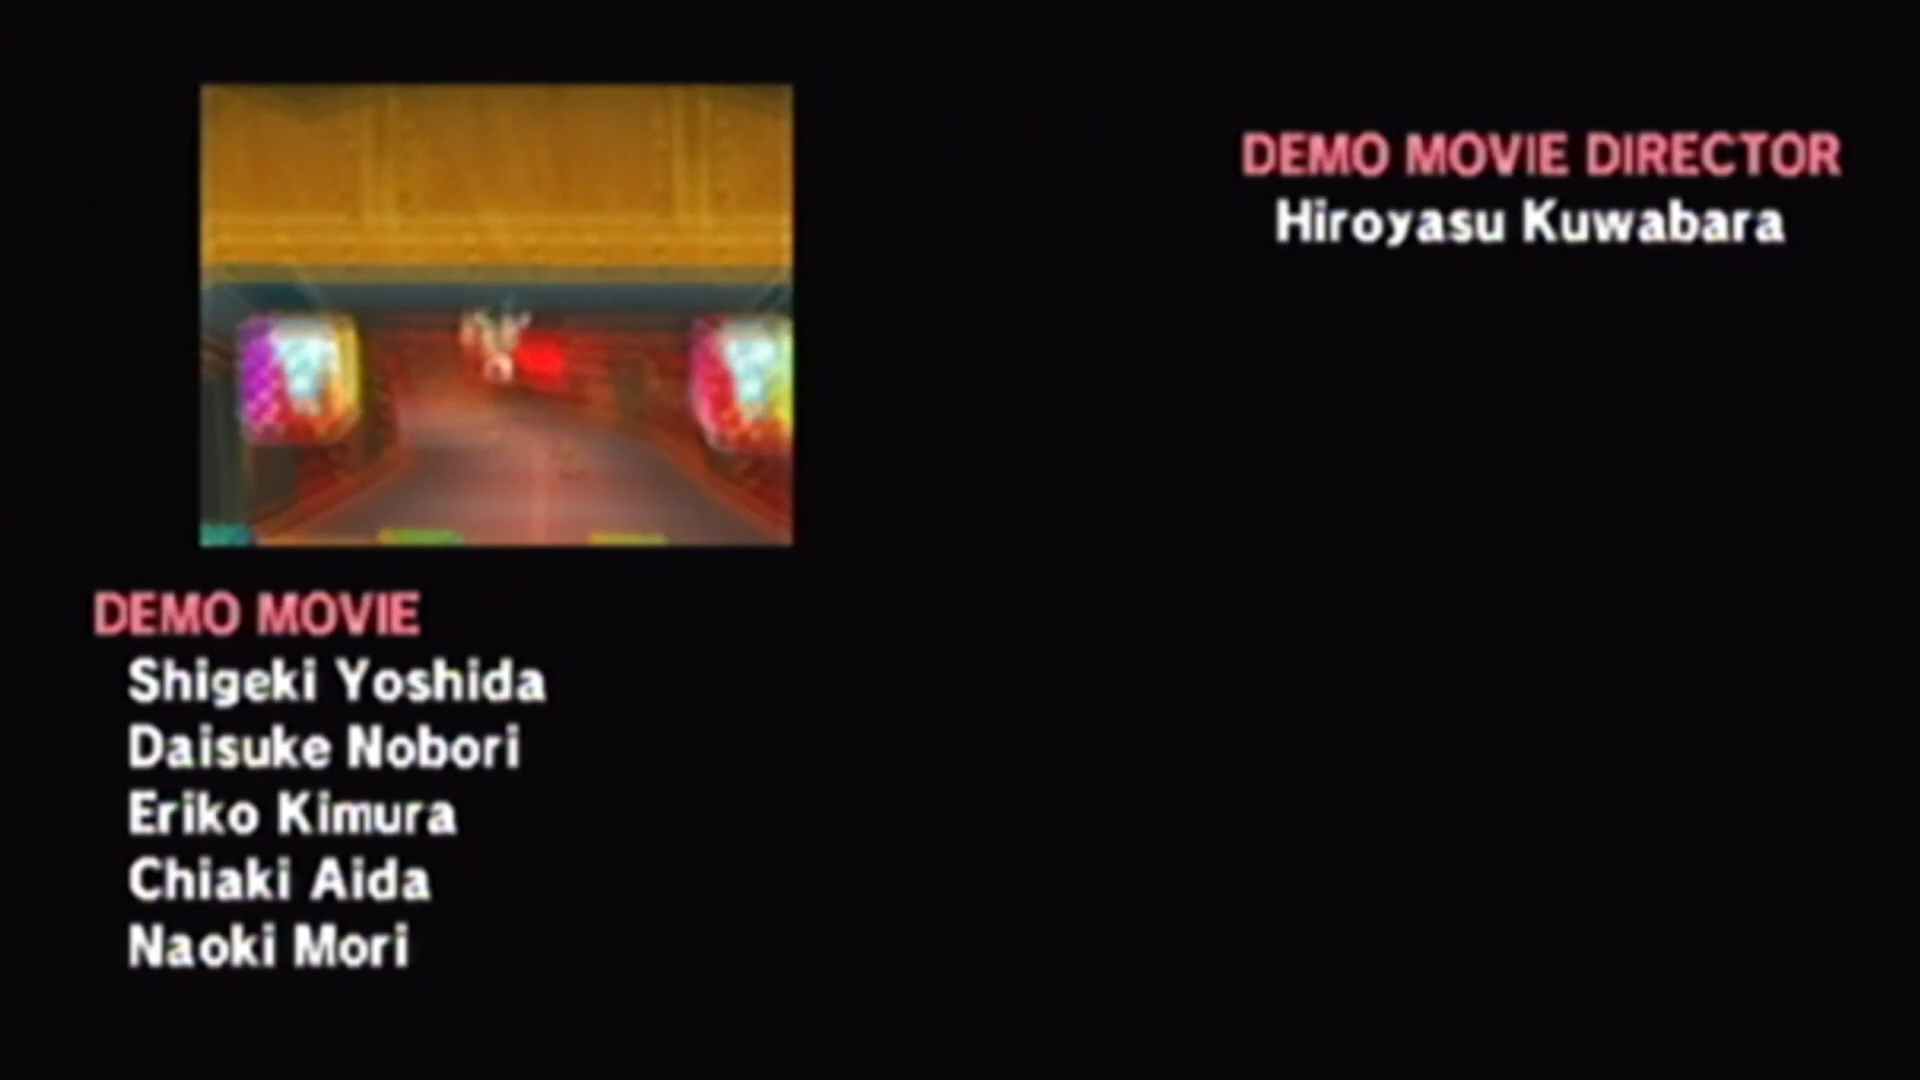 DEMO MOVIE DIRECTOR
Hiroyasu Kuwabara
DEMO MOVIE
Shigeki Yoshida
Daisuke Nobori
Eriko Kimura
Chiaki Aida
Naoki Mori